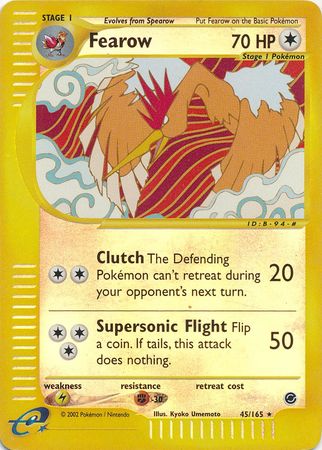 STAGE 1
Evolves from Spearow
Put Fearow on the Basic Pokémon
Fearow
70 HP
Stage 1 Pokémon
ID:B-94-#
Clutch The Defending
Pokémon can't retreat during
your opponent's next turn.
20
Supersonic Flight Flip
a coin. If tails, this attack
does nothing.
50
weakness
resistance
retreat cost
-30
e
© 2002 Pokémon / Nintendo
Illus. Kyoko Umemoto
45/165 ★